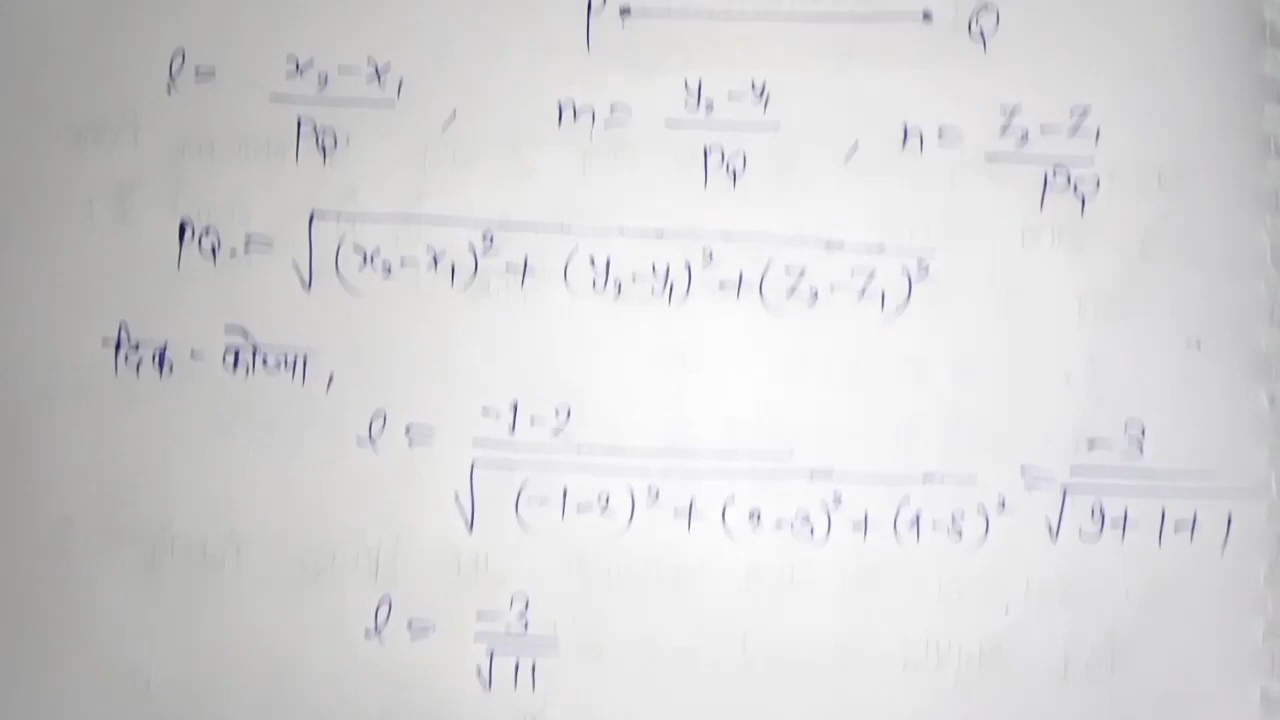 P Q
l = x₂ - x₁ / PQ , m = y₂ - y₁ / PQ , n = z₂ - z₁ / PQ
PQ = √(x₂ - x₁)² + (y₂ - y₁)² + (z₂ - z₁)²
दिक -
l = -1-2 / √(-1-2)² + (2-3)² + (4-5)² = -3 / √9+1+1
l = -3 / √11